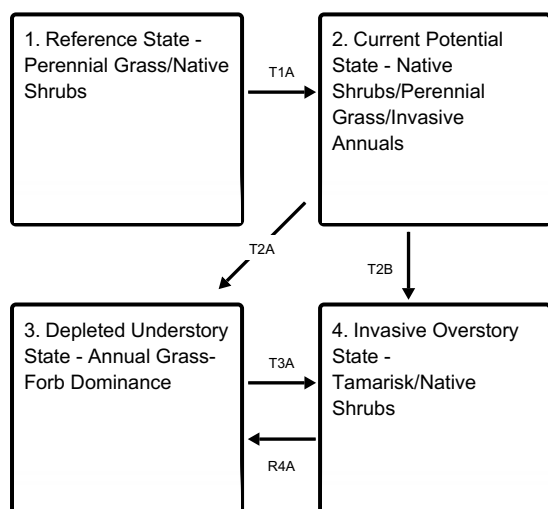 1. Reference State -
Perennial Grass/Native
Shrubs
T1A
2. Current Potential
State - Native
Shrubs/Perennial
Grass/Invasive
Annuals
T2A
T2B
3. Depleted Understory
State - Annual Grass-
Forb Dominance
T3A
R4A
4. Invasive Overstory
State -
Tamarisk/Native
Shrubs